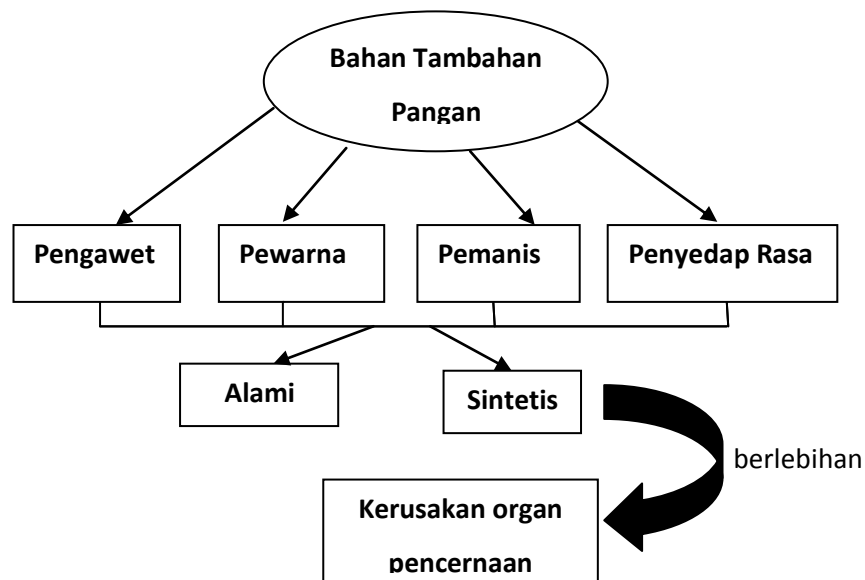 Bahan Tambahan
Pangan
Pengawet
Pewarna
Pemanis
Penyedap Rasa
Alami
Sintetis
berlebihan
Kerusakan organ
pencernaan